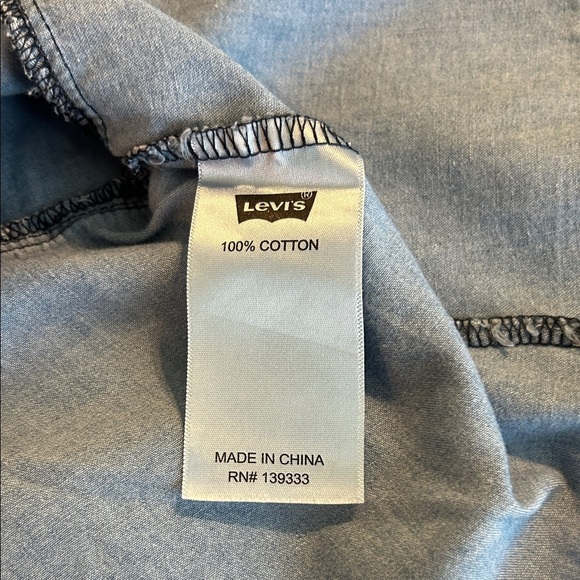 LEVI'S®
100% COTTON
MADE IN CHINA
RN# 139333